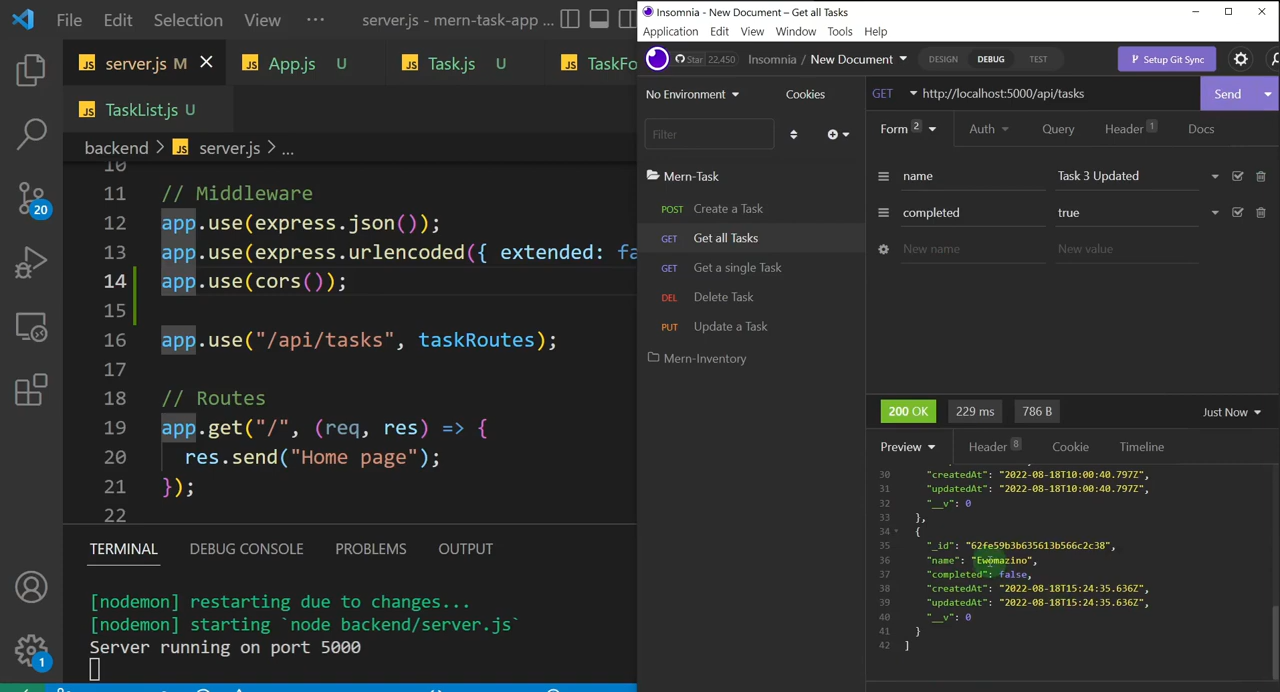 File Edit Selection View ··· server.js - mern-task-app ...
JS server.js M JS App.js U JS Task.js U JS TaskFo
JS TaskList.js U
backend > JS server.js > ...
10
11 // Middleware
12 app.use(express.json());
13 app.use(express.urlencoded({ extended: fa
14 app.use(cors());
15
16 app.use("/api/tasks", taskRoutes);
17
18 // Routes
19 app.get("/", (req, res) => {
20 res.send("Home page");
21 });
22
20
1
TERMINAL DEBUG CONSOLE PROBLEMS OUTPUT
[nodemon] restarting due to changes...
[nodemon] starting `node backend/server.js`
Server running on port 5000
Insomnia - New Document – Get all Tasks
Application Edit View Window Tools Help
Star 22,450 Insomnia / New Document DESIGN DEBUG TEST Setup Git Sync
No Environment Cookies
Filter
Mern-Task
POST Create a Task
GET Get all Tasks
GET Get a single Task
DEL Delete Task
PUT Update a Task
Mern-Inventory
GET http://localhost:5000/api/tasks Send
Form 2 Auth Query Header 1 Docs
name Task 3 Updated
completed true
New name New value
200 OK 229 ms 786 B Just Now
Preview Header 8 Cookie Timeline
30 "createdAt": "2022-08-18T10:00:40.797Z",
31 "updatedAt": "2022-08-18T10:00:40.797Z",
32 "__v": 0
33 },
34 {
35 "_id": "62fe59b3b635613b566c2c38",
36 "name": "Ewomazino",
37 "completed": false,
38 "createdAt": "2022-08-18T15:24:35.636Z",
39 "updatedAt": "2022-08-18T15:24:35.636Z",
40 "__v": 0
41 }
42 ]